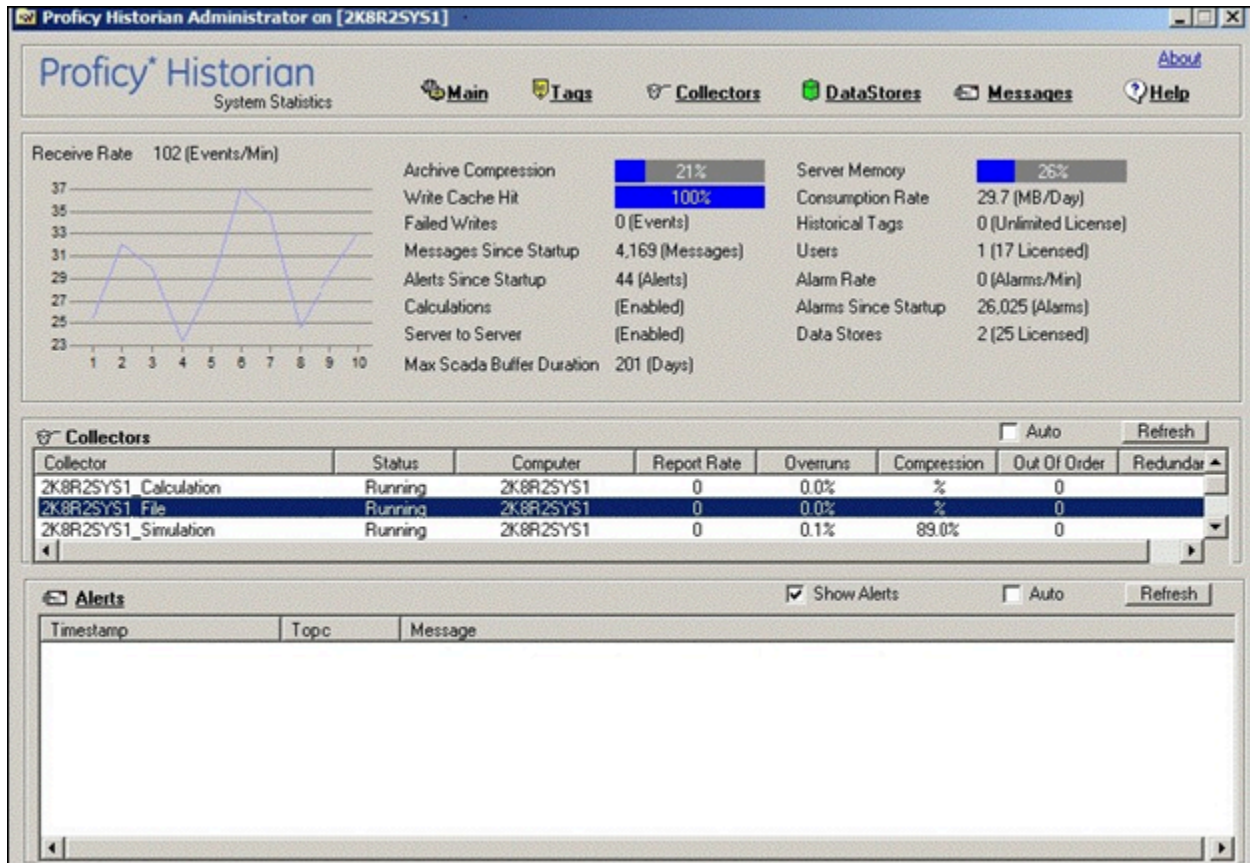 Proficy Historian Administrator on [2K8R2SYS1]
Proficy* Historian
System Statistics
Main Tags Collectors DataStores Messages Help
About
Receive Rate 102 (Events/Min)
37
35
33
31
29
27
25
23
1 2 3 4 5 6 7 8 9 10
Archive Compression 21%
Write Cache Hit 100%
Failed Writes 0 (Events)
Messages Since Startup 4,169 (Messages)
Alerts Since Startup 44 (Alerts)
Calculations (Enabled)
Server to Server (Enabled)
Max Scada Buffer Duration 201 (Days)
Server Memory 26%
Consumption Rate 29.7 (MB/Day)
Historical Tags 0 (Unlimited License)
Users 1 (17 Licensed)
Alarm Rate 0 (Alarms/Min)
Alarms Since Startup 26,025 (Alarms)
Data Stores 2 (25 Licensed)
Collectors Auto Refresh
Collector Status Computer Report Rate Overruns Compression Out Of Order Redundar
2K8R2SYS1_Calculation Running 2K8R2SYS1 0 0.0% % 0
2K8R2SYS1_File Running 2K8R2SYS1 0 0.0% % 0
2K8R2SYS1_Simulation Running 2K8R2SYS1 0 0.1% 89.0% 0
Alerts Show Alerts Auto Refresh
Timestamp Topc Message